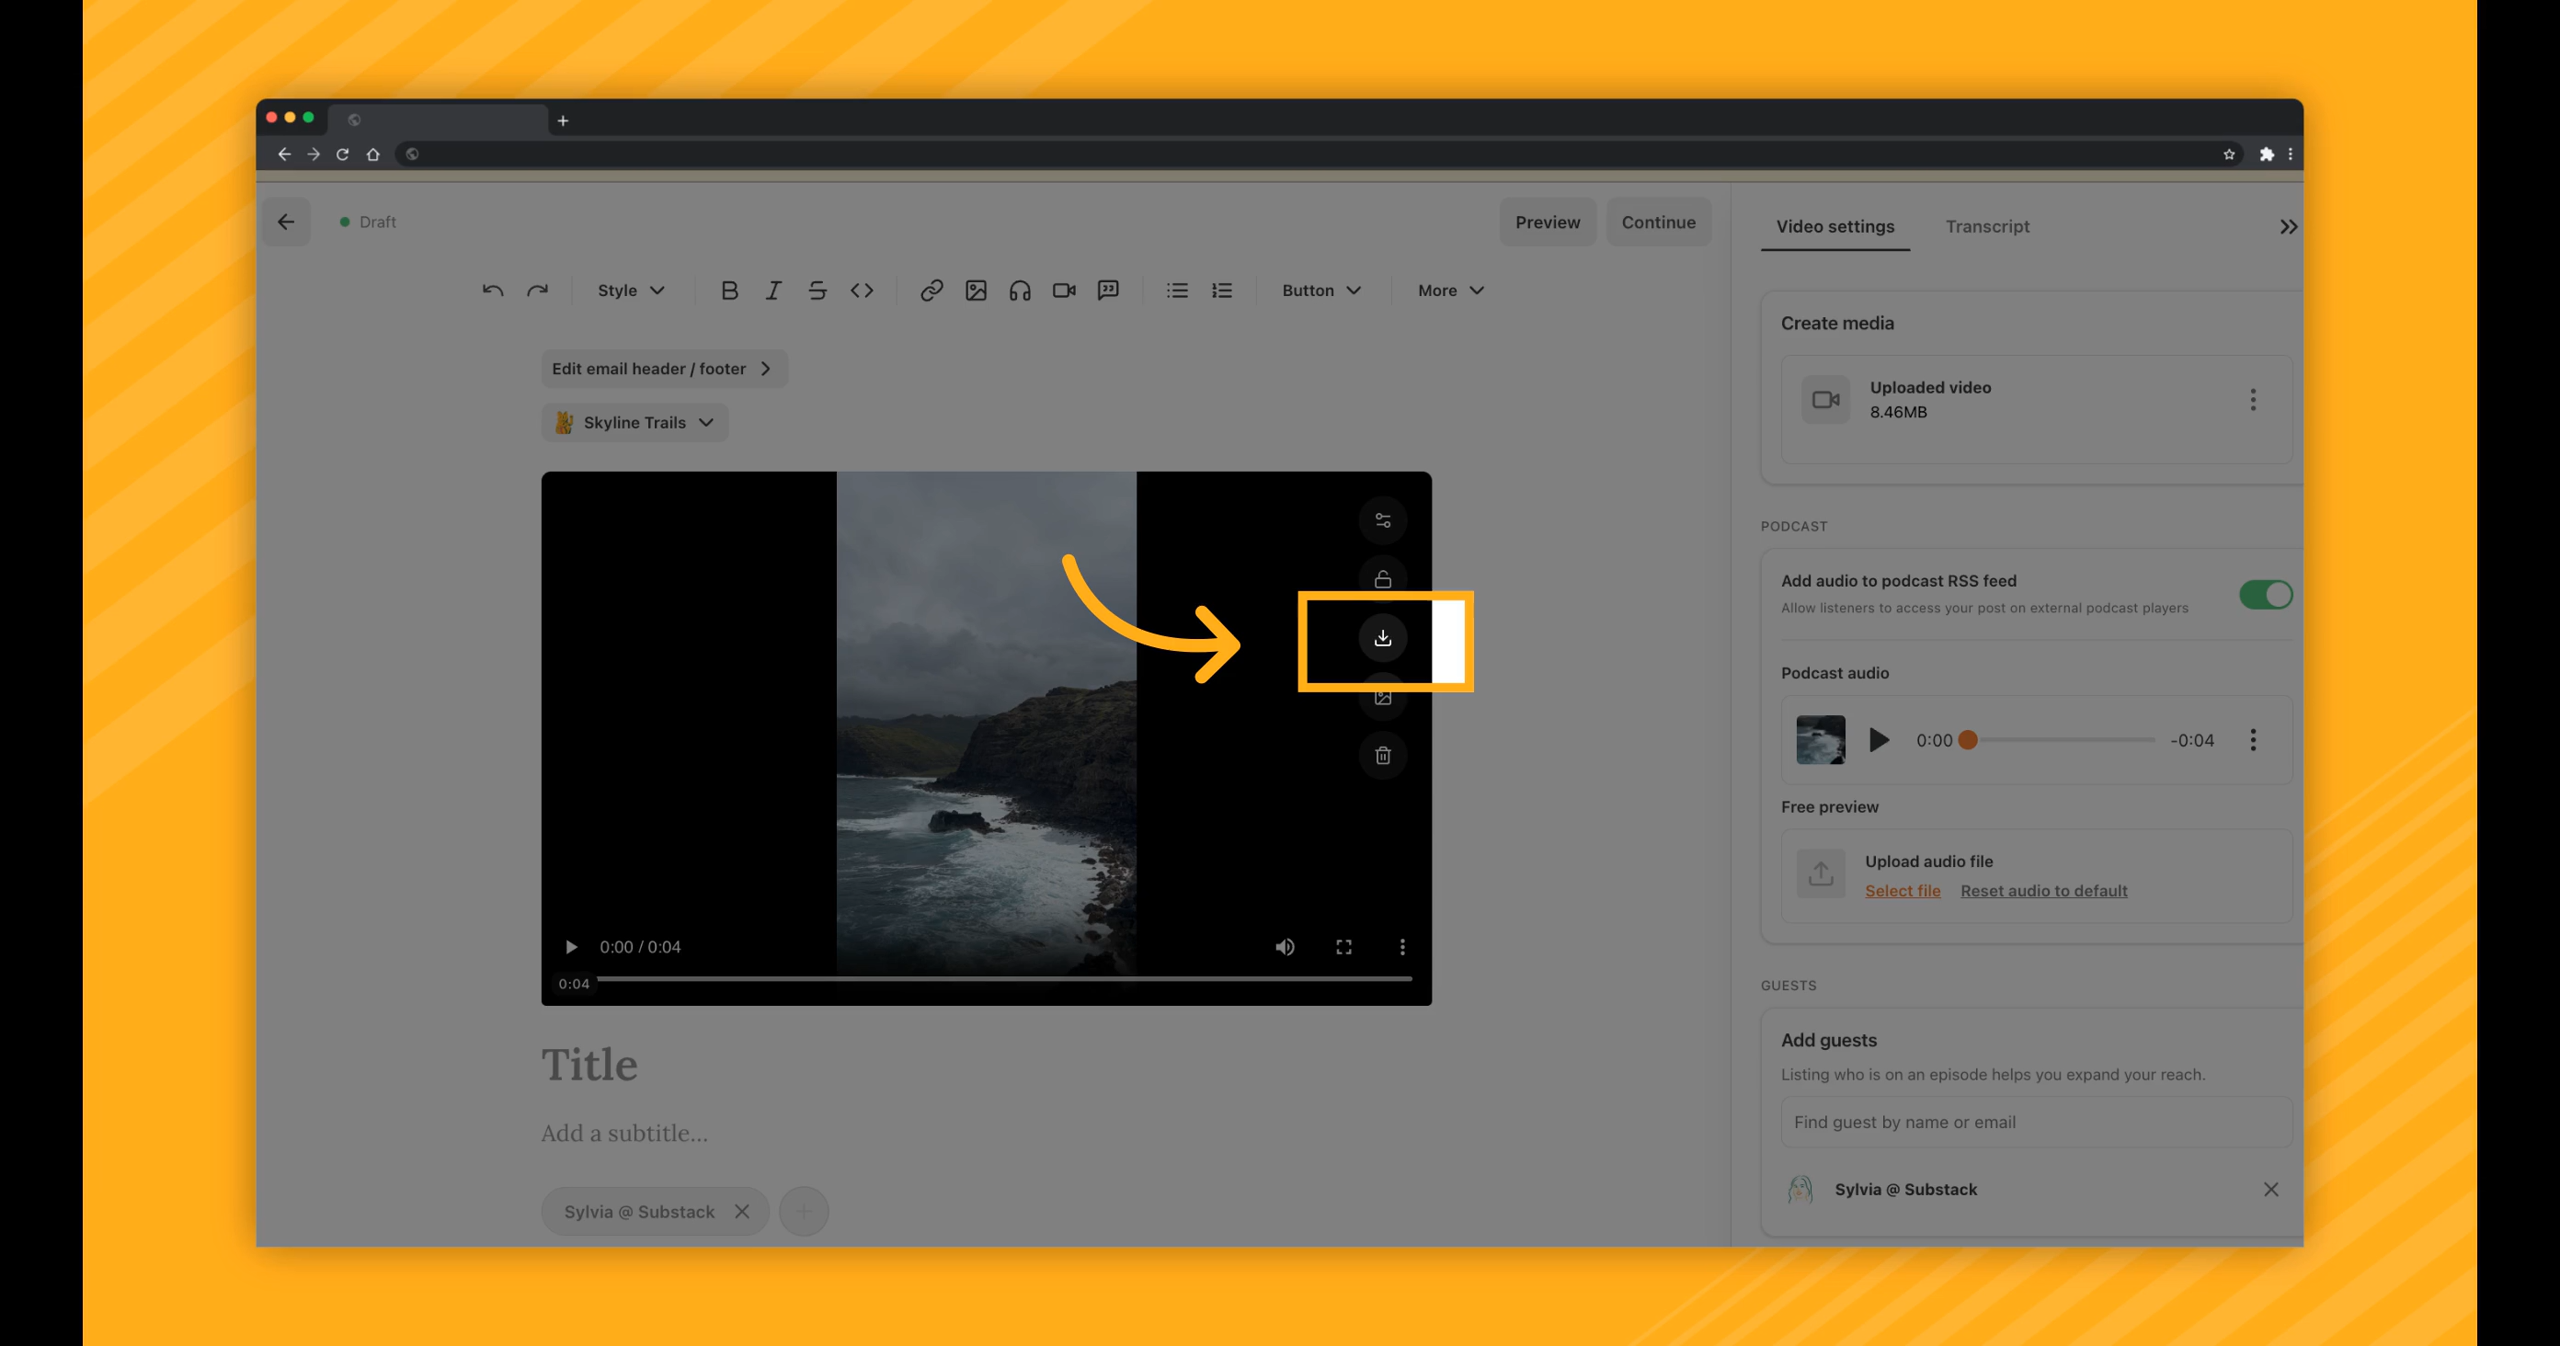 Draft
Preview
Continue
Style
Button
More
Edit email header / footer
Skyline Trails
0:00 / 0:04
0:04
Title
Add a subtitle...
Sylvia @ Substack
Video settings
Transcript
Create media
Uploaded video
8.46MB
PODCAST
Add audio to podcast RSS feed
Allow listeners to access your post on external podcast players
Podcast audio
0:00
-0:04
Free preview
Upload audio file
Select file Reset audio to default
GUESTS
Add guests
Listing who is on an episode helps you expand your reach.
Find guest by name or email
Sylvia @ Substack